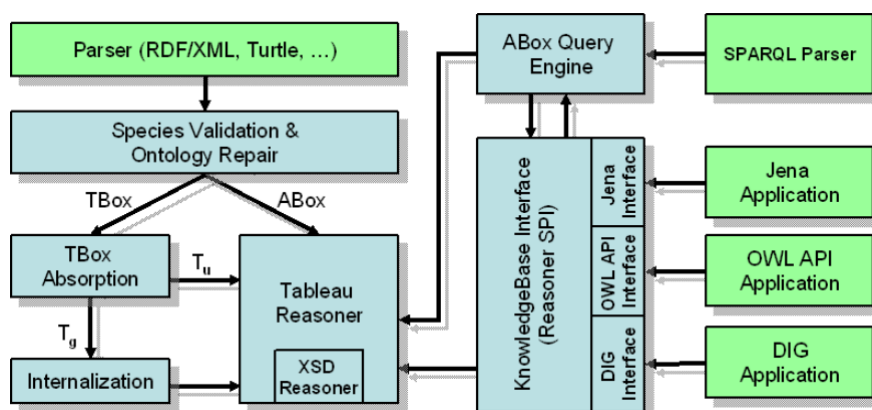 Parser (RDF/XML, Turtle, …)
Species Validation &
Ontology Repair
TBox
ABox
TBox
Absorption
Tu
Tg
Internalization
Tableau
Reasoner
XSD
Reasoner
ABox Query
Engine
SPARQL Parser
KnowledgeBase Interface
(Reasoner SPI)
Jena
Interface
OWL API
Interface
DIG
Interface
Jena
Application
OWL API
Application
DIG
Application